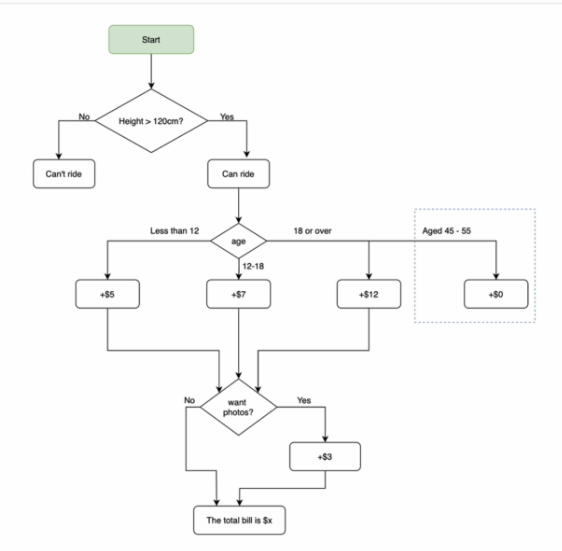 Start
No
Height > 120cm?
Yes
Can't ride
Can ride
Less than 12
age
18 or over
Aged 45 - 55
12-18
+$5
+$7
+$12
+$0
No
want
photos?
Yes
+$3
The total bill is $x